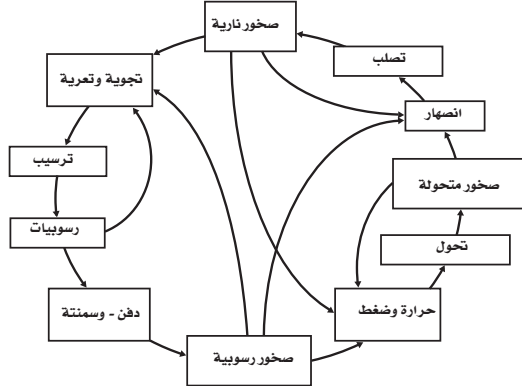 صخور نارية
تصلب
تجوية وتعرية
انصهار
ترسيب
صخور متحولة
رسوبيات
تحول
دفن - وسمنتة
حرارة وضغط
صخور رسوبية